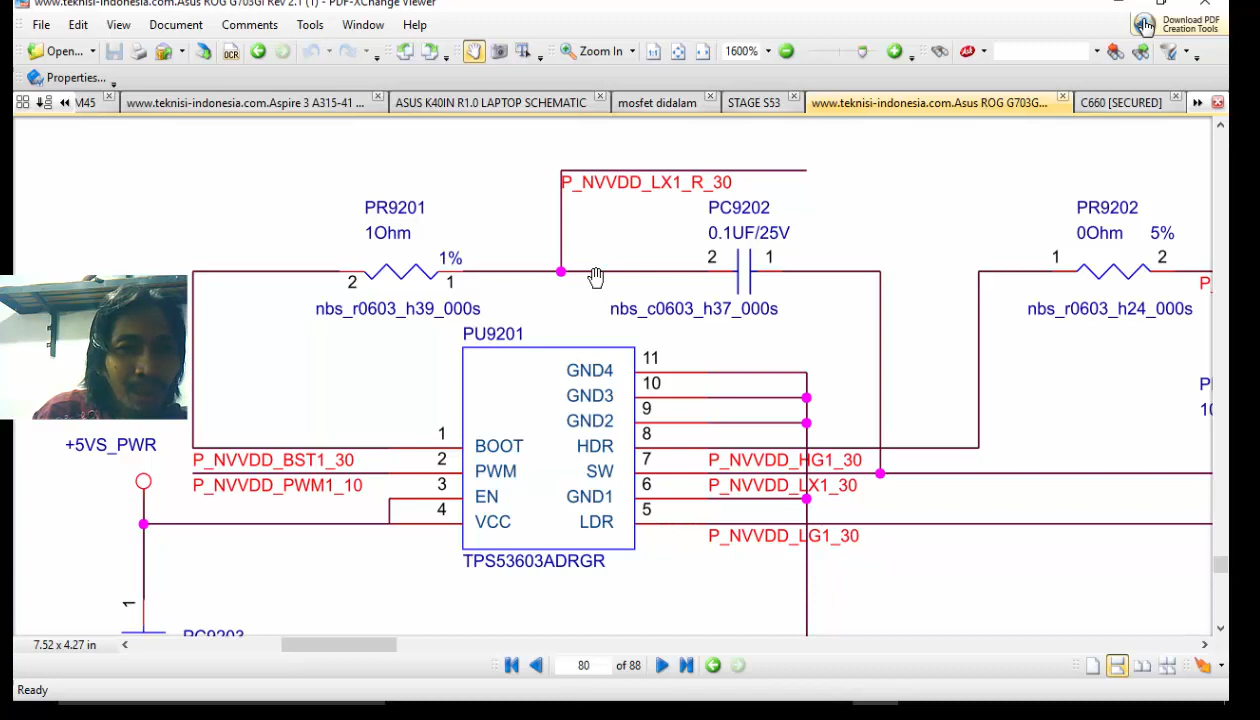 www.teknisi-indonesia.com.Asus ROG G703GI Rev 2.1 (1) - PDF-XChange Viewer
File Edit View Document Comments Tools Window Help
Download PDF
Creation Tools
Open...
OCR
Zoom In
1600%
Properties...
M45
www.teknisi-indonesia.com.Aspire 3 A315-41 ...
ASUS K40IN R1.0 LAPTOP SCHEMATIC
mosfet didalam
STAGE S53
www.teknisi-indonesia.com.Asus ROG G703G...
C660 [SECURED]
P_NVVDD_LX1_R_30
PR9201
1Ohm
1%
2
1
nbs_r0603_h39_000s
PC9202
0.1UF/25V
2
1
nbs_c0603_h37_000s
PR9202
0Ohm
5%
1
2
nbs_r0603_h24_000s
PU9201
GND4
11
GND3
10
GND2
9
HDR
8
SW
7
GND1
6
LDR
5
1
BOOT
2
PWM
3
EN
4
VCC
TPS53603ADRGR
+5VS_PWR
P_NVVDD_BST1_30
P_NVVDD_PWM1_10
P_NVVDD_HG1_30
P_NVVDD_LX1_30
P_NVVDD_LG1_30
1
PC9203
7.52 x 4.27 in
80 of 88
Ready